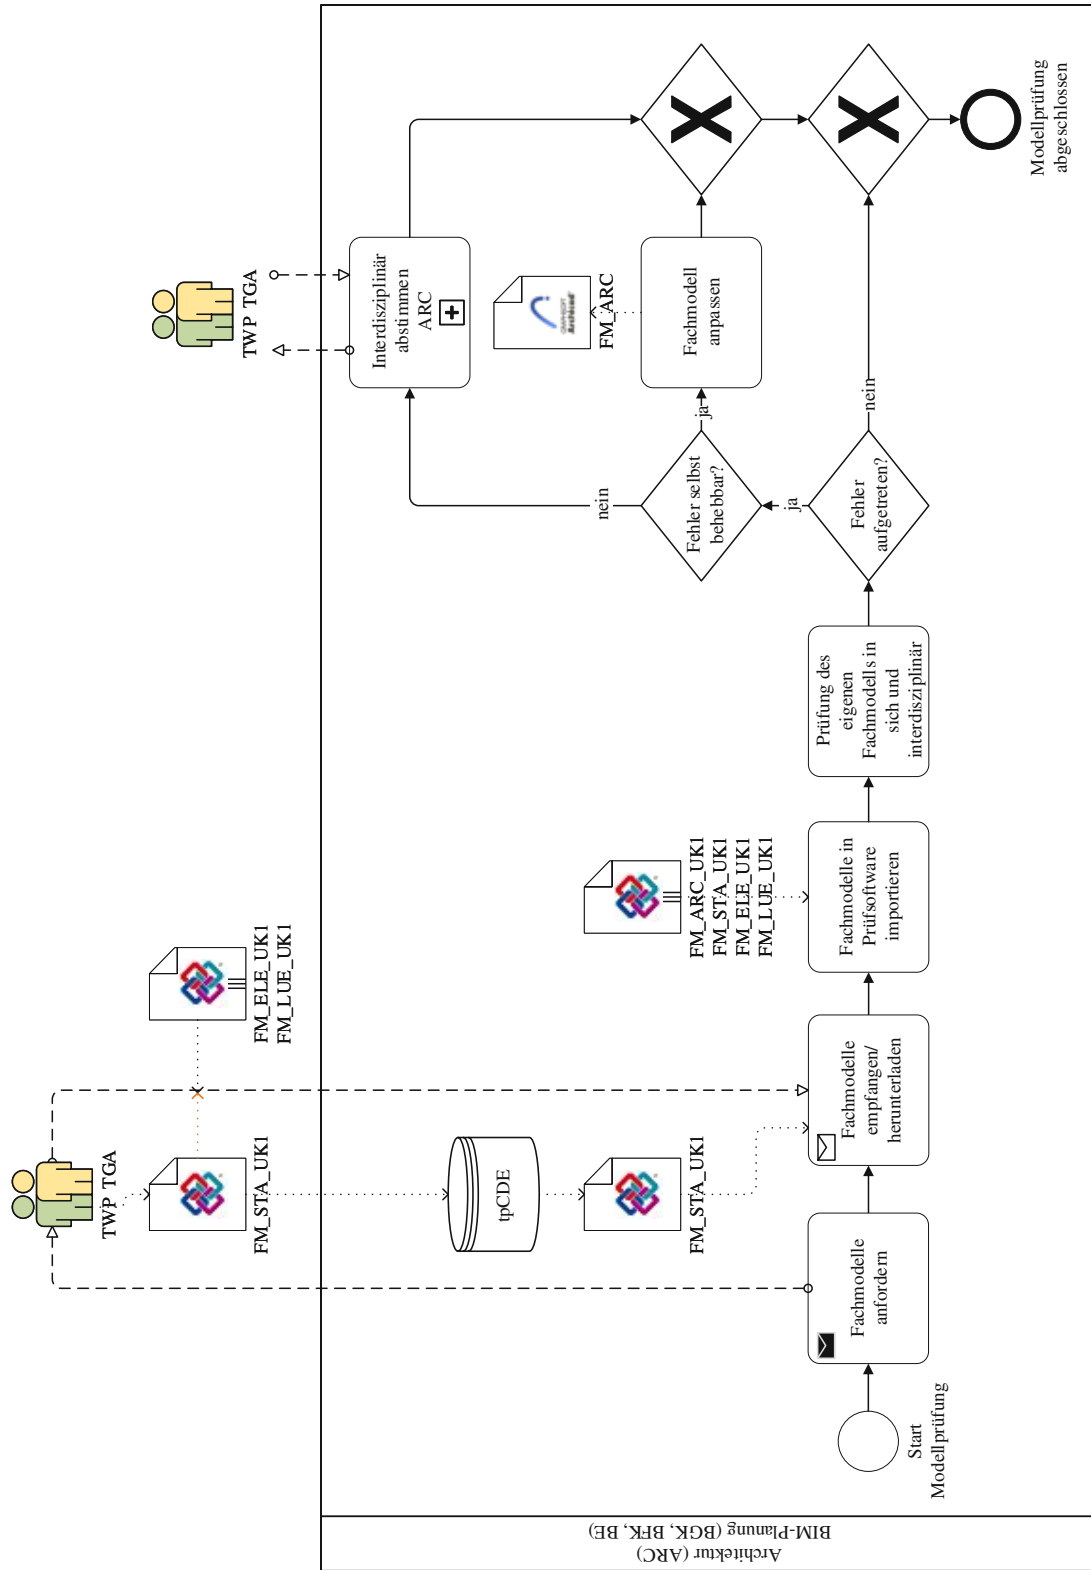 Architektur (ARC)
BIM-Planung (BGK, BFK, BE)
Start
Modellprüfung
Fachmodelle
anfordern
TWP TGA
FM_STA_UK1
tpCDE
FM_STA_UK1
FM_ELE_UK1
FM_LUE_UK1
Fachmodelle
empfangen/
herunterladen
FM_ARC_UK1
FM_STA_UK1
FM_ELE_UK1
FM_LUE_UK1
Fachmodelle in
Prüfsoftware
importieren
Prüfung des
eigenen
Fachmodells in
sich und
interdisziplinär
Fehler
aufgetreten?
ja
nein
Fehler selbst
behebbar?
nein
ja
TWP TGA
Interdisziplinär
abstimmen
ARC
GRAPHISOFT
Archicad
FM_ARC
Fachmodell
anpassen
Modellprüfung
abgeschlossen